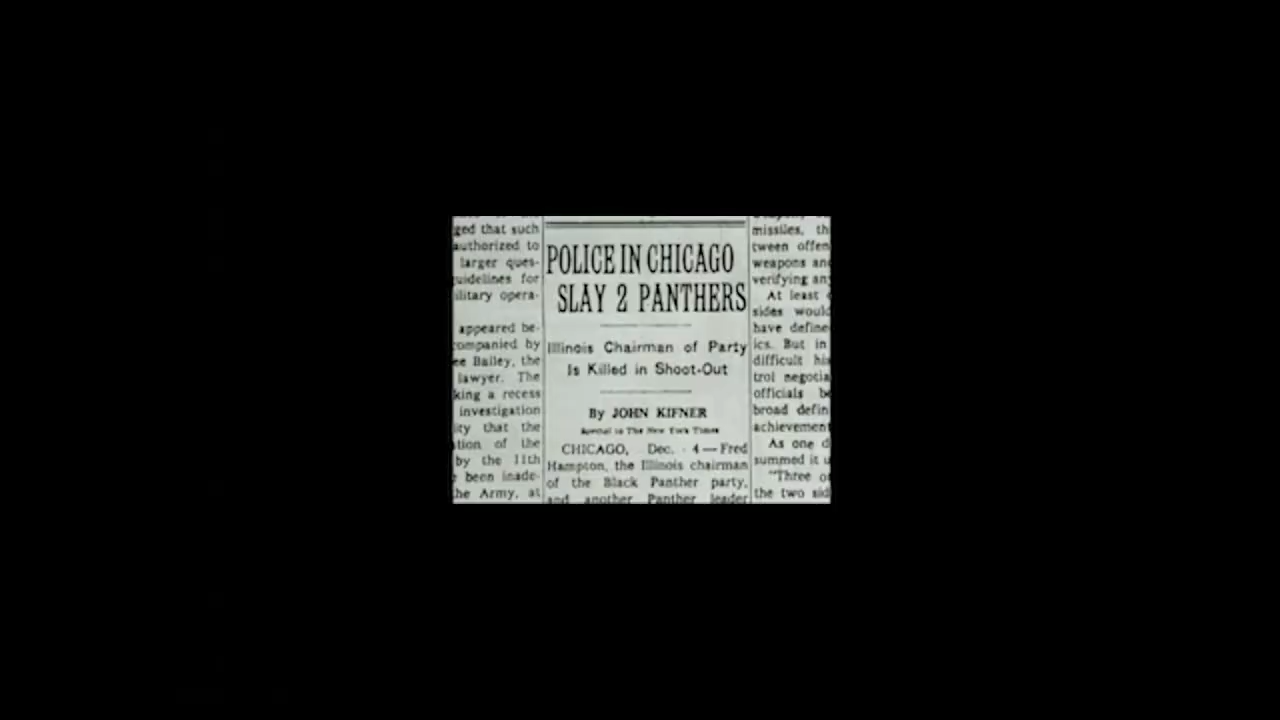 ged that such
authorized to
larger ques-
guidelines for
ilitary opera-
appeared be-
companied by
ee Bailey, the
lawyer. The
king a recess
investigation
ity that the
tion of the
by the 11th
been inade-
he Army, at
POLICE IN CHICAGO
SLAY 2 PANTHERS
Illinois Chairman of Party
Is Killed in Shoot-Out
By JOHN KIFNER
Special to The New York Times
CHICAGO, Dec. 4—Fred
Hampton, the Illinois chairman
of the Black Panther party,
and another Panther leader
missiles, th
tween offen
weapons and
verifying any
At least
sides would
have define
ics. But in
difficult his
trol negotia
officials be
broad defin
achievement
As one d
summed it u
"Three or
the two sid